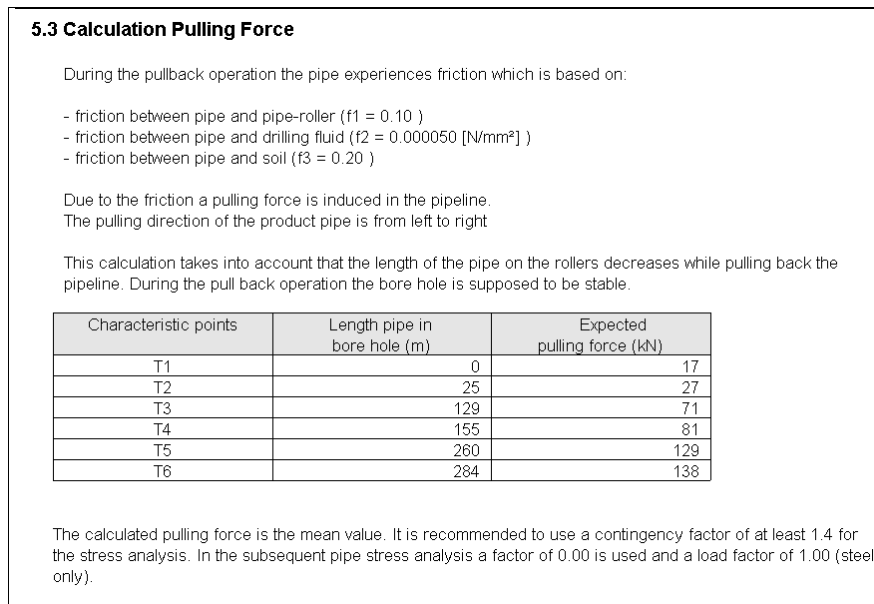 5.3 Calculation Pulling Force
During the pullback operation the pipe experiences friction which is based on:
- friction between pipe and pipe-roller (f1 = 0.10 )
- friction between pipe and drilling fluid (f2 = 0.000050 [N/mm²] )
- friction between pipe and soil (f3 = 0.20 )
Due to the friction a pulling force is induced in the pipeline.
The pulling direction of the product pipe is from left to right
This calculation takes into account that the length of the pipe on the rollers decreases while pulling back the
pipeline. During the pull back operation the bore hole is supposed to be stable.
Characteristic points Length pipe in Expected
bore hole (m) pulling force (kN)
T1 0 17
T2 25 27
T3 129 71
T4 155 81
T5 260 129
T6 284 138
The calculated pulling force is the mean value. It is recommended to use a contingency factor of at least 1.4 for
the stress analysis. In the subsequent pipe stress analysis a factor of 0.00 is used and a load factor of 1.00 (steel
only).